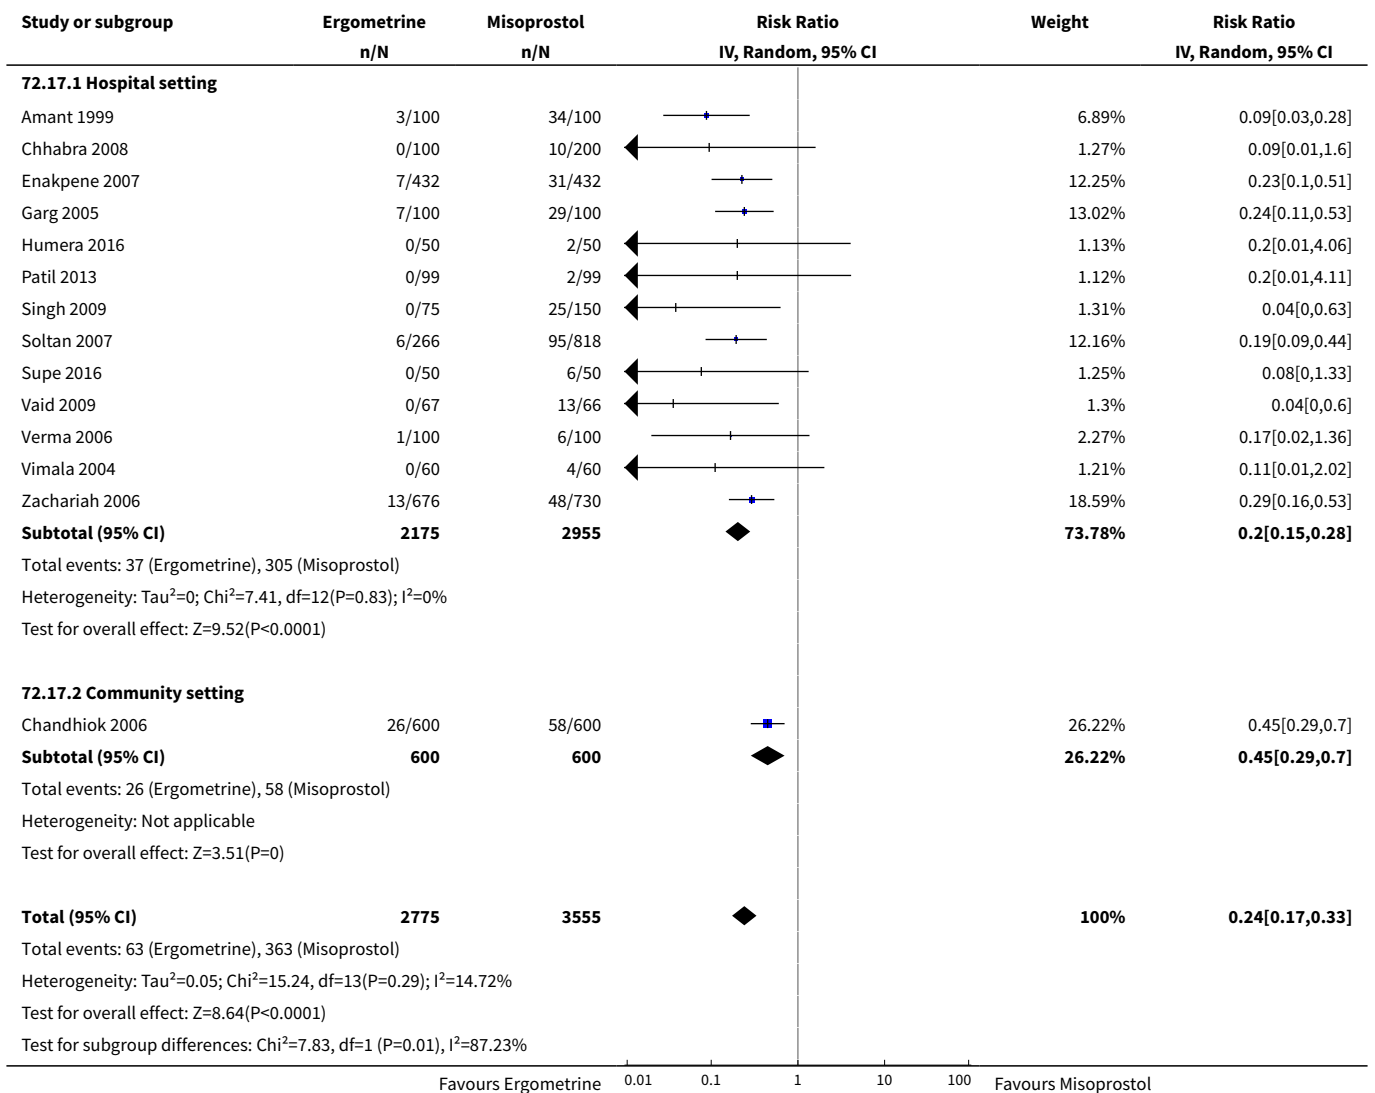 Study or subgroup Ergometrine Misoprostol Risk Ratio Weight Risk Ratio
n/N n/N IV, Random, 95% CI IV, Random, 95% CI
72.17.1 Hospital setting
Amant 1999 3/100 34/100 6.89% 0.09[0.03,0.28]
Chhabra 2008 0/100 10/200 1.27% 0.09[0.01,1.6]
Enakpene 2007 7/432 31/432 12.25% 0.23[0.1,0.51]
Garg 2005 7/100 29/100 13.02% 0.24[0.11,0.53]
Humera 2016 0/50 2/50 1.13% 0.2[0.01,4.06]
Patil 2013 0/99 2/99 1.12% 0.2[0.01,4.11]
Singh 2009 0/75 25/150 1.31% 0.04[0,0.63]
Soltan 2007 6/266 95/818 12.16% 0.19[0.09,0.44]
Supe 2016 0/50 6/50 1.25% 0.08[0,1.33]
Vaid 2009 0/67 13/66 1.3% 0.04[0,0.6]
Verma 2006 1/100 6/100 2.27% 0.17[0.02,1.36]
Vimala 2004 0/60 4/60 1.21% 0.11[0.01,2.02]
Zachariah 2006 13/676 48/730 18.59% 0.29[0.16,0.53]
Subtotal (95% CI) 2175 2955 73.78% 0.2[0.15,0.28]
Total events: 37 (Ergometrine), 305 (Misoprostol)
Heterogeneity: Tau²=0; Chi²=7.41, df=12(P=0.83); I²=0%
Test for overall effect: Z=9.52(P<0.0001)
72.17.2 Community setting
Chandhiok 2006 26/600 58/600 26.22% 0.45[0.29,0.7]
Subtotal (95% CI) 600 600 26.22% 0.45[0.29,0.7]
Total events: 26 (Ergometrine), 58 (Misoprostol)
Heterogeneity: Not applicable
Test for overall effect: Z=3.51(P=0)
Total (95% CI) 2775 3555 100% 0.24[0.17,0.33]
Total events: 63 (Ergometrine), 363 (Misoprostol)
Heterogeneity: Tau²=0.05; Chi²=15.24, df=13(P=0.29); I²=14.72%
Test for overall effect: Z=8.64(P<0.0001)
Test for subgroup differences: Chi²=7.83, df=1 (P=0.01), I²=87.23%
Favours Ergometrine 0.01 0.1 1 10 100 Favours Misoprostol